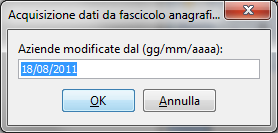 Acquisizione dati da fascicolo anagrafi...
Aziende modificate dal (gg/mm/aaaa):
18/08/2011
OK
Annulla